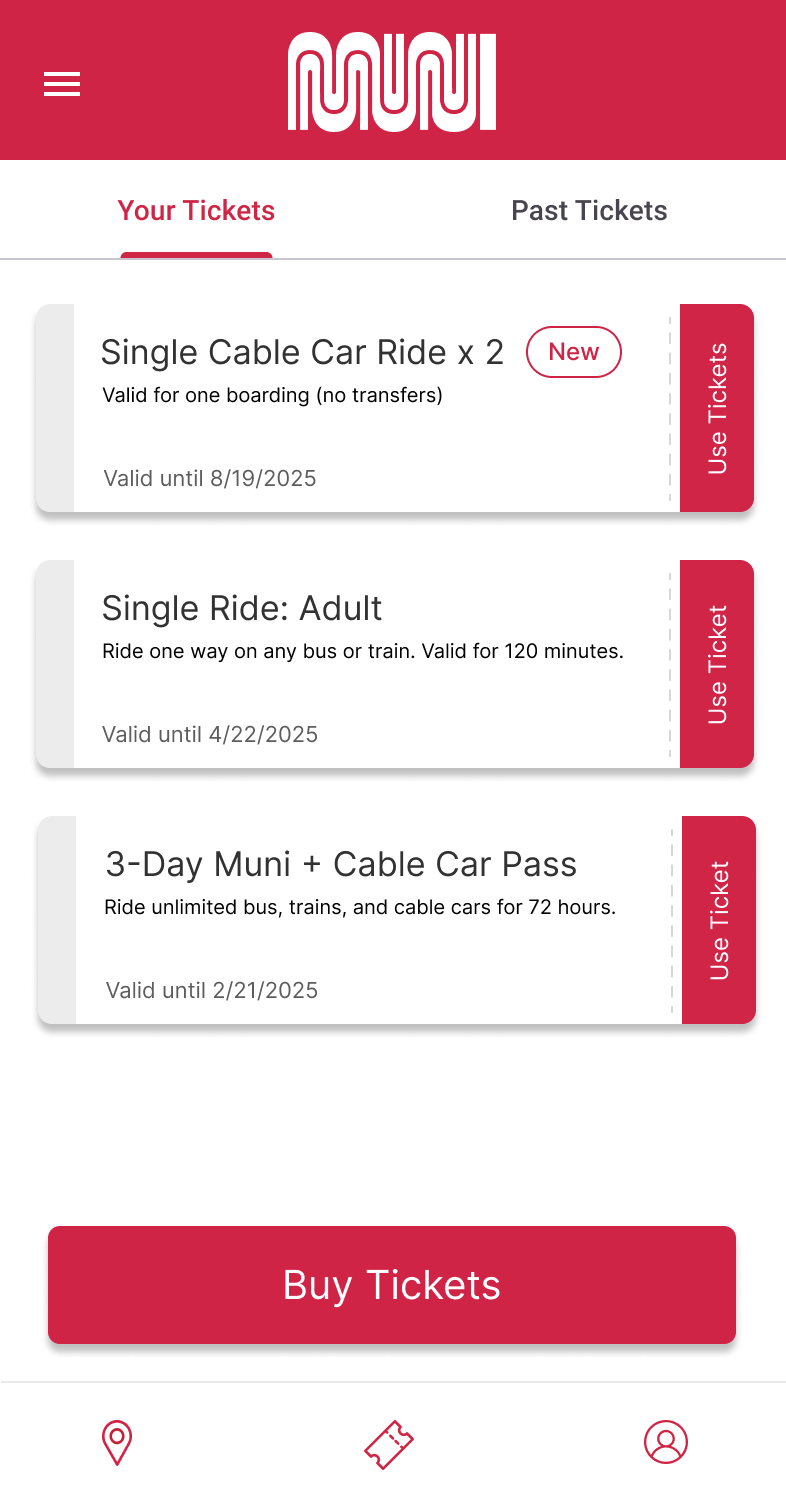 MUNI
Your Tickets
Past Tickets
Single Cable Car Ride x 2
New
Valid for one boarding (no transfers)
Valid until 8/19/2025
Use Tickets
Single Ride: Adult
Ride one way on any bus or train. Valid for 120 minutes.
Valid until 4/22/2025
Use Ticket
3-Day Muni + Cable Car Pass
Ride unlimited bus, trains, and cable cars for 72 hours.
Valid until 2/21/2025
Use Ticket
Buy Tickets